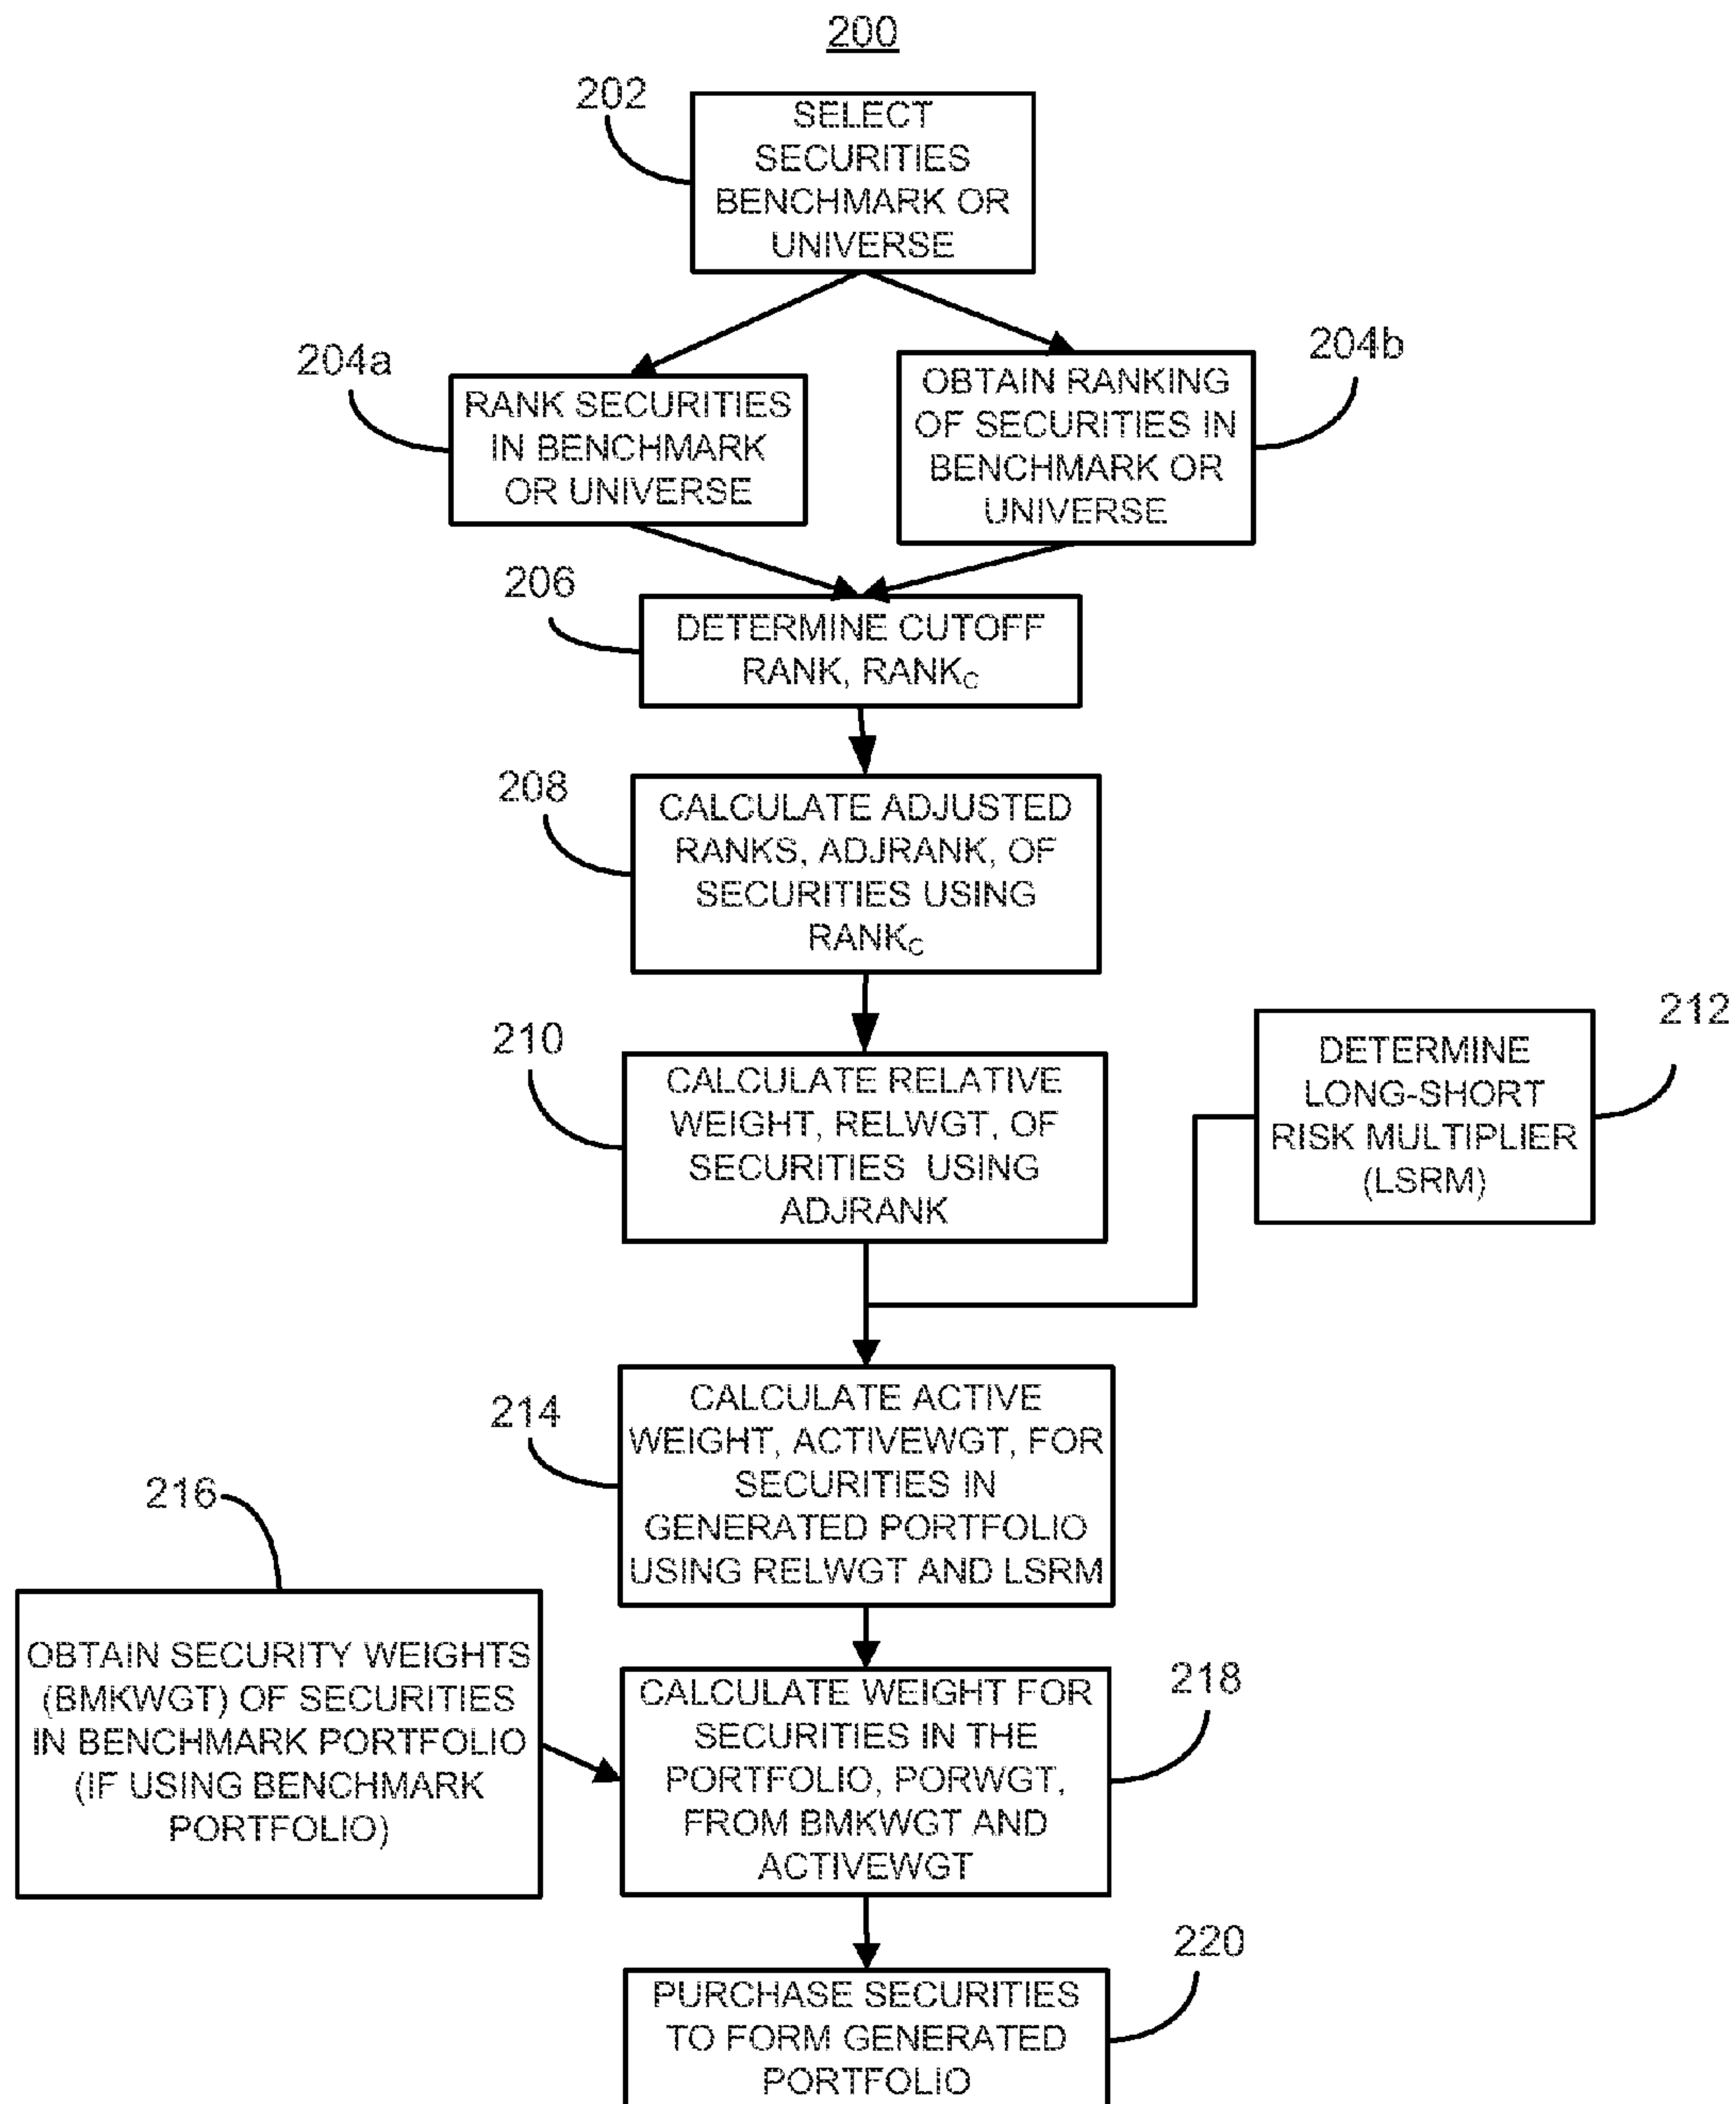 200
202
SELECT
SECURITIES
BENCHMARK OR
UNIVERSE
204a
RANK SECURITIES
IN BENCHMARK
OR UNIVERSE
204b
OBTAIN RANKING
OF SECURITIES IN
BENCHMARK OR
UNIVERSE
206
DETERMINE CUTOFF
RANK, RANKC
208
CALCULATE ADJUSTED
RANKS, ADJRANK, OF
SECURITIES USING
RANKC
210
CALCULATE RELATIVE
WEIGHT, RELWGT, OF
SECURITIES USING
ADJRANK
212
DETERMINE
LONG-SHORT
RISK MULTIPLIER
(LSRM)
214
CALCULATE ACTIVE
WEIGHT, ACTIVEWGT, FOR
SECURITIES IN
GENERATED PORTFOLIO
USING RELWGT AND LSRM
216
OBTAIN SECURITY WEIGHTS
(BMKWGT) OF SECURITIES
IN BENCHMARK PORTFOLIO
(IF USING BENCHMARK
PORTFOLIO)
218
CALCULATE WEIGHT FOR
SECURITIES IN THE
PORTFOLIO, PORWGT,
FROM BMKWGT AND
ACTIVEWGT
220
PURCHASE SECURITIES
TO FORM GENERATED
PORTFOLIO